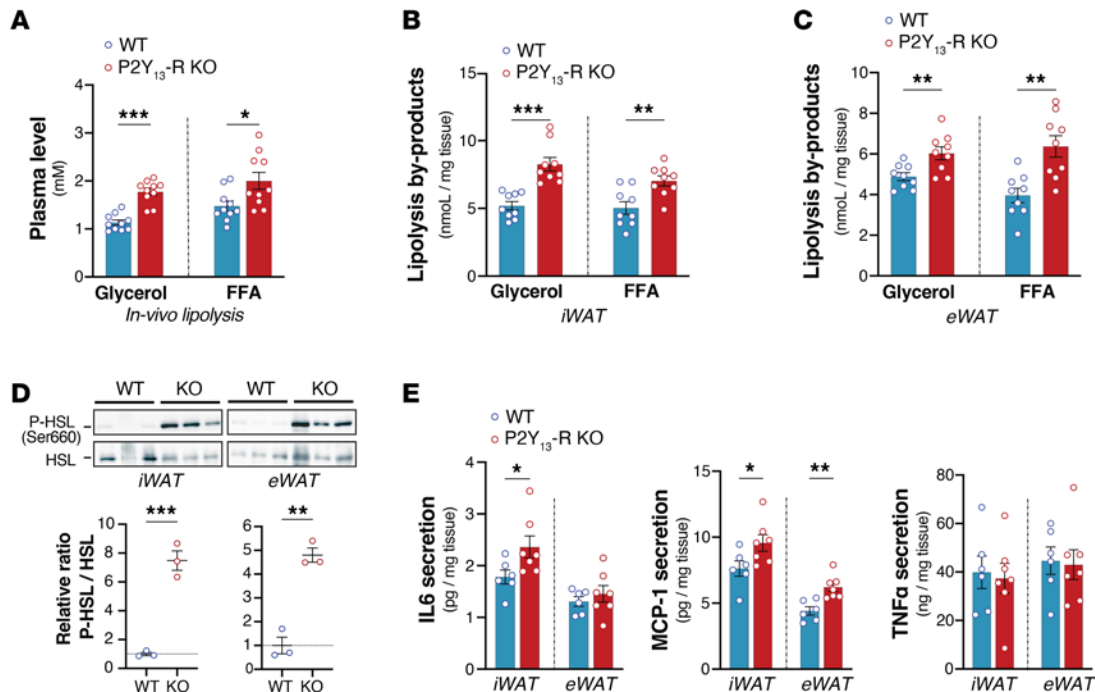 A
WT
P2Y13-R KO
Plasma level
(mM)
4
3
2
1
0
***
*
Glycerol
FFA
In-vivo lipolysis
B
WT
P2Y13-R KO
Lipolysis by-products
(nmoL / mg tissue)
15
10
5
0
***
**
Glycerol
FFA
iWAT
C
WT
P2Y13-R KO
Lipolysis by-products
(nmoL / mg tissue)
10
8
6
4
2
0
**
**
Glycerol
FFA
eWAT
D
WT KO WT KO
P-HSL
(Ser660)
HSL
iWAT eWAT
Relative ratio
P-HSL / HSL
10
8
6
4
2
0
***
WT KO
6
5
4
3
2
1
0
**
WT KO
E
WT
P2Y13-R KO
IL6 secretion
(pg / mg tissue)
4
3
2
1
0
*
iWAT eWAT
MCP-1 secretion
(pg / mg tissue)
15
10
5
0
*
**
iWAT eWAT
TNFα secretion
(ng / mg tissue)
80
60
40
20
0
iWAT eWAT